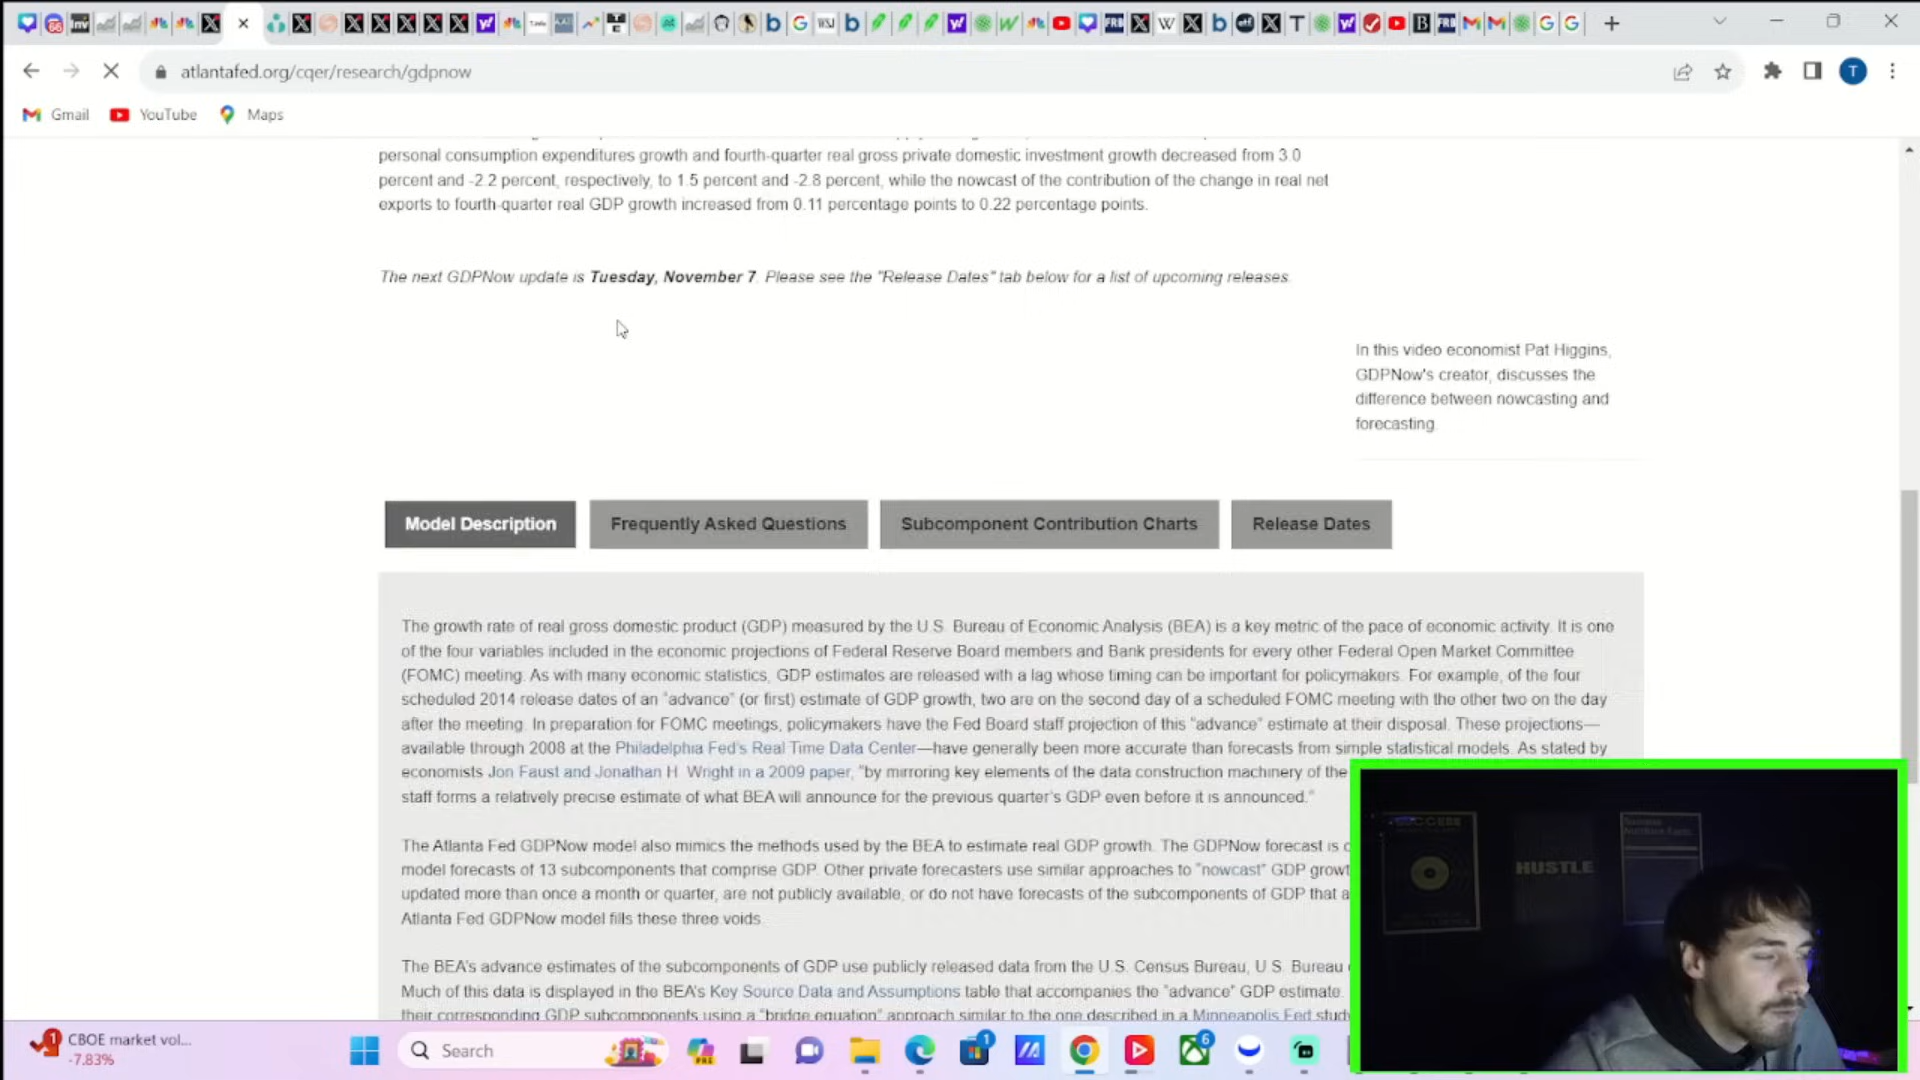 atlantafed.org/cqer/research/gdpnow
Gmail
YouTube
Maps
personal consumption expenditures growth and fourth-quarter real gross private domestic investment growth decreased from 3.0
percent and -2.2 percent, respectively, to 1.5 percent and -2.8 percent, while the nowcast of the contribution of the change in real net
exports to fourth-quarter real GDP growth increased from 0.11 percentage points to 0.22 percentage points.
The next GDPNow update is Tuesday, November 7. Please see the "Release Dates" tab below for a list of upcoming releases.
In this video economist Pat Higgins,
GDPNow's creator, discusses the
difference between nowcasting and
forecasting
Model Description
Frequently Asked Questions
Subcomponent Contribution Charts
Release Dates
The growth rate of real gross domestic product (GDP) measured by the U.S. Bureau of Economic Analysis (BEA) is a key metric of the pace of economic activity. It is one
of the four variables included in the economic projections of Federal Reserve Board members and Bank presidents for every other Federal Open Market Committee
(FOMC) meeting. As with many economic statistics, GDP estimates are released with a lag whose timing can be important for policymakers. For example, of the four
scheduled 2014 release dates of an "advance" (or first) estimate of GDP growth, two are on the second day of a scheduled FOMC meeting with the other two on the day
after the meeting. In preparation for FOMC meetings, policymakers have the Fed Board staff projection of this "advance" estimate at their disposal. These projections—
available through 2008 at the Philadelphia Fed's Real Time Data Center—have generally been more accurate than forecasts from simple statistical models. As stated by
economists Jon Faust and Jonathan H. Wright in a 2009 paper, "by mirroring key elements of the data construction machinery of the
staff forms a relatively precise estimate of what BEA will announce for the previous quarter's GDP even before it is announced."
The Atlanta Fed GDPNow model also mimics the methods used by the BEA to estimate real GDP growth. The GDPNow forecast is c
model forecasts of 13 subcomponents that comprise GDP. Other private forecasters use similar approaches to "nowcast" GDP growt
updated more than once a month or quarter, are not publicly available, or do not have forecasts of the subcomponents of GDP that a
Atlanta Fed GDPNow model fills these three voids.
The BEA's advance estimates of the subcomponents of GDP use publicly released data from the U.S. Census Bureau, U.S. Bureau
Much of this data is displayed in the BEA's Key Source Data and Assumptions table that accompanies the "advance" GDP estimate.
their corresponding GDP subcomponents using a "bridge equation" approach similar to the one described in a Minneapolis Fed study
HUSTLE
CBOE market vol...
-7.83%
Search